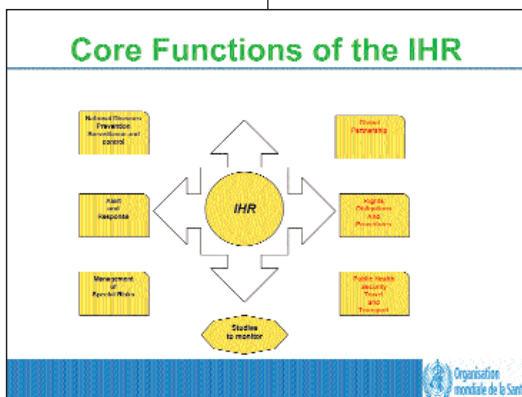 Core Functions of the IHR
National Diseases
Prevention
Surveillance and
control
Global
Partnership
Alert
and
Response
IHR
Rights
Obligations
And
Procedures
Management
of
Special Risks
Public Health
Security
Travel
and
Transport
Studies
to monitor
Organisation
mondiale de la Sant